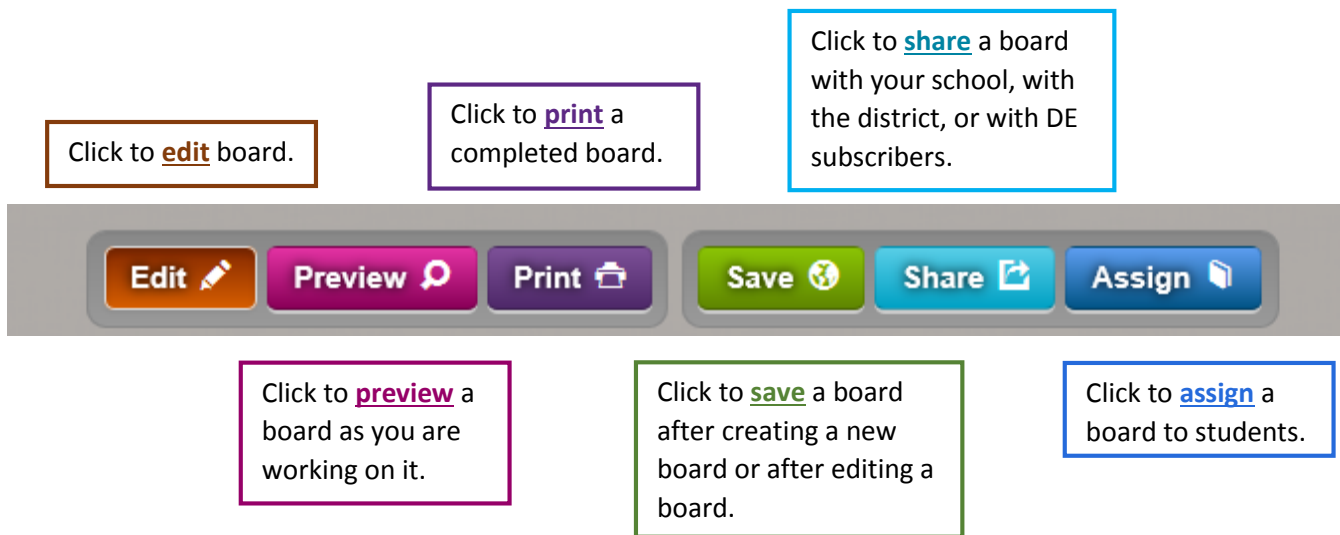 Click to share a board
with your school, with
the district, or with DE
subscribers.
Click to print a
completed board.
Click to edit board.
Edit
Preview
Print
Save
Share
Assign
Click to preview a
board as you are
working on it.
Click to save a board
after creating a new
board or after editing a
board.
Click to assign a
board to students.